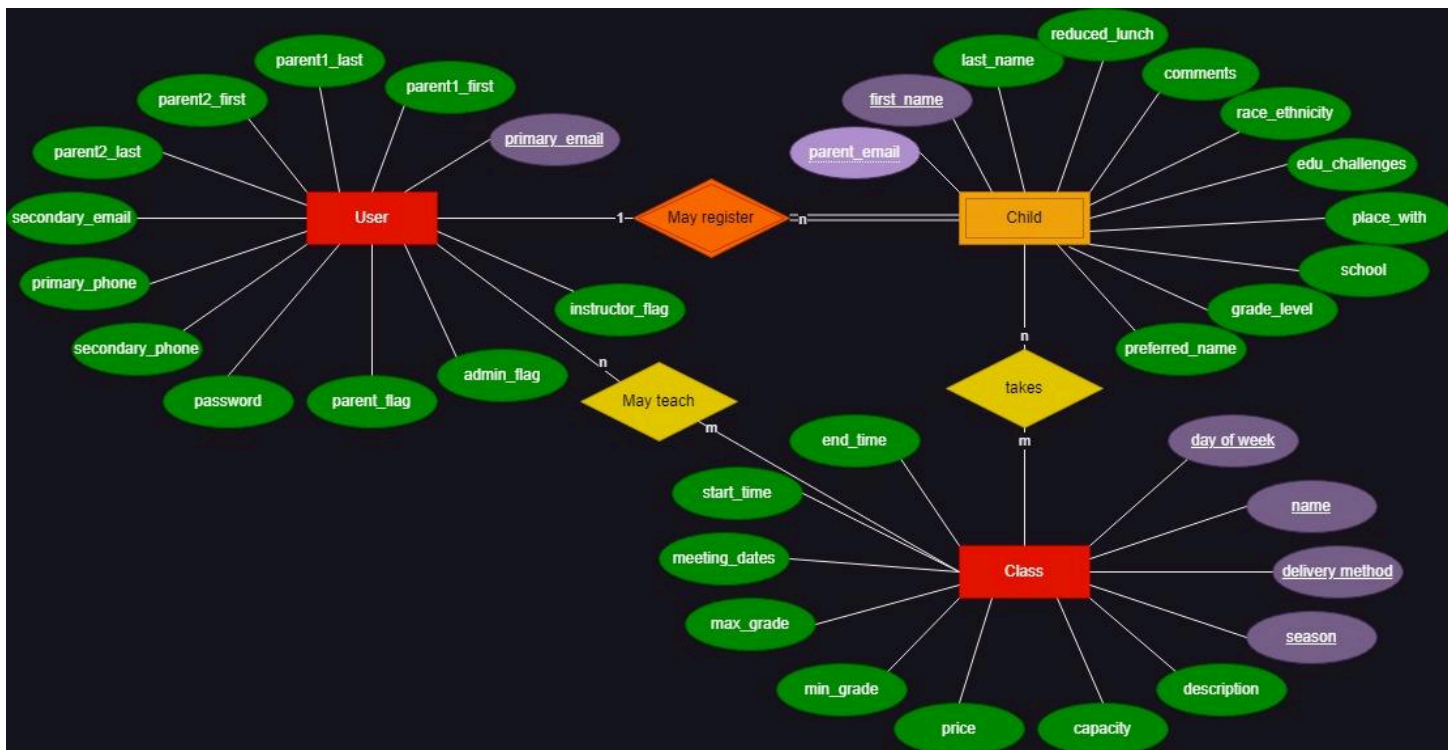 reduced_lunch
parent1_last
last_name
comments
parent2_first
parent1_first
first_name
race_ethnicity
parent2_last
primary_email
parent_email
edu_challenges
secondary_email
User
1
May register
n
Child
place_with
primary_phone
instructor_flag
school
grade_level
secondary_phone
n
preferred_name
n
admin_flag
password
parent_flag
May teach
takes
m
end_time
m
day of week
start_time
name
meeting_dates
Class
delivery method
max_grade
season
min_grade
description
price
capacity